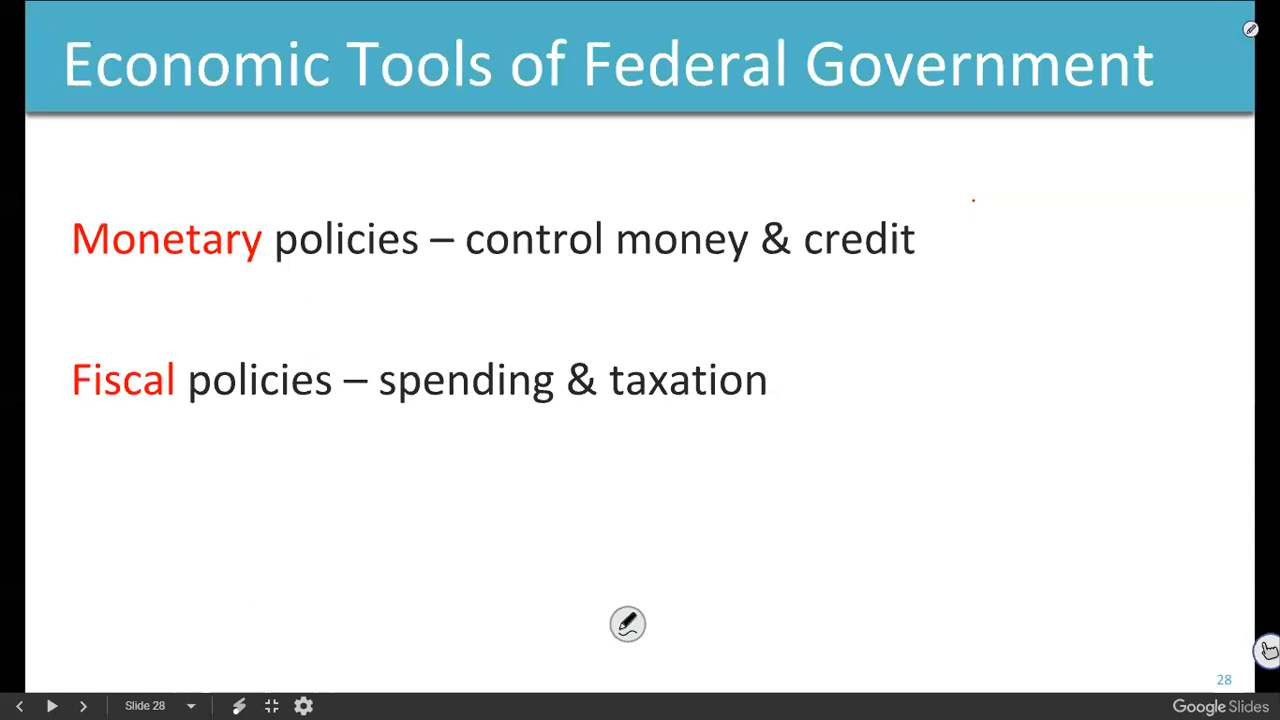 Economic Tools of Federal Government
Monetary policies – control money & credit
Fiscal policies – spending & taxation
28
Slide 28
Google Slides